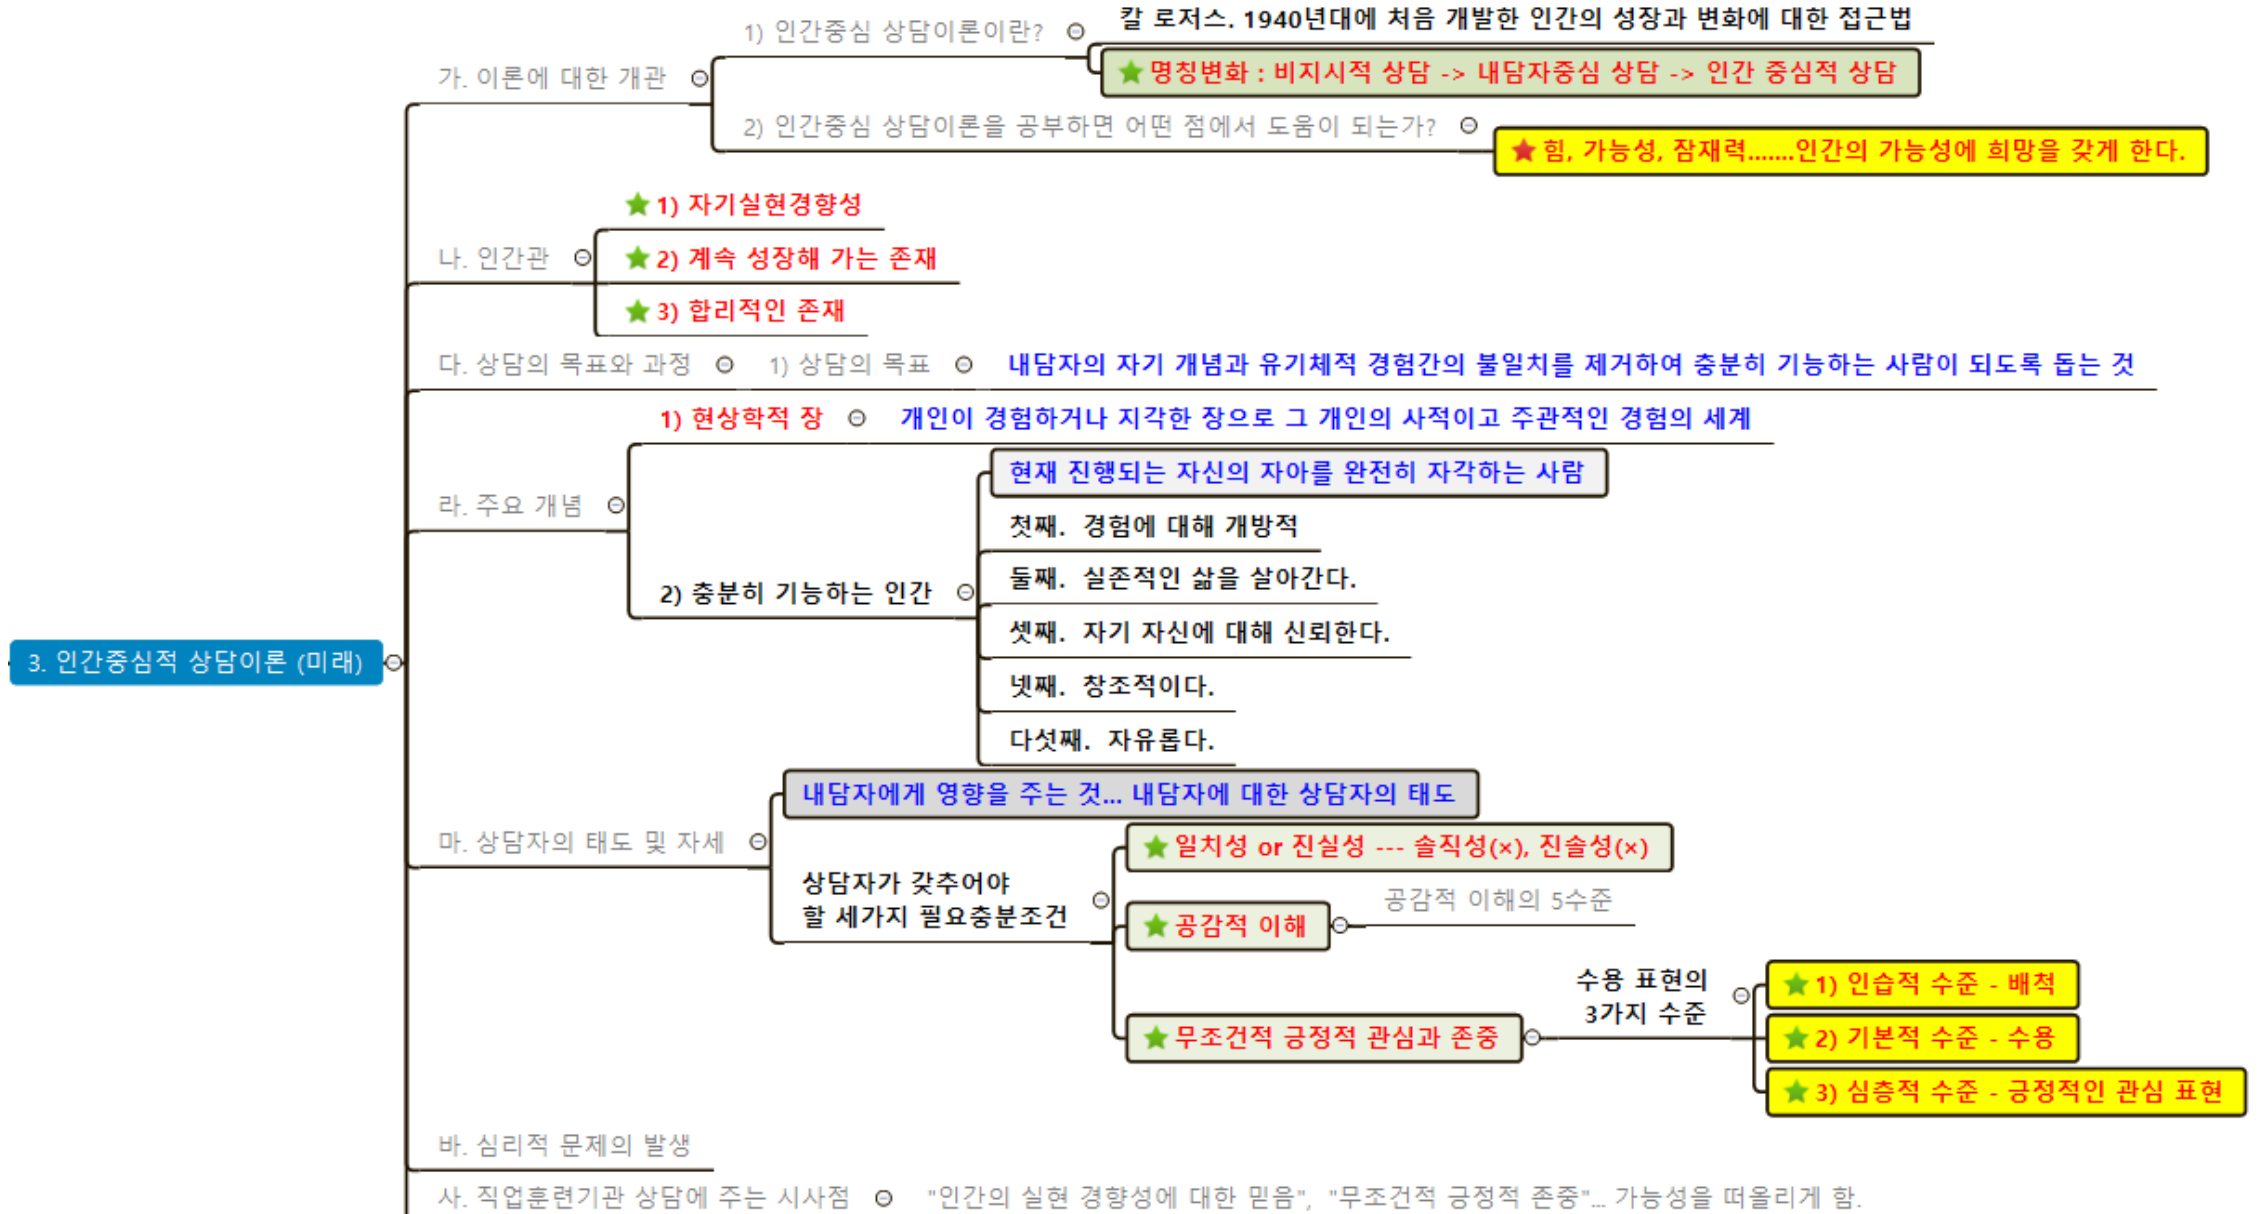 3. 인간중심적 상담이론 (미래)
가. 이론에 대한 개관
1) 인간중심 상담이론이란?
칼 로저스. 1940년대에 처음 개발한 인간의 성장과 변화에 대한 접근법
명칭변화 : 비지시적 상담 -> 내담자중심 상담 -> 인간 중심적 상담
2) 인간중심 상담이론을 공부하면 어떤 점에서 도움이 되는가?
힘, 가능성, 잠재력.......인간의 가능성에 희망을 갖게 한다.
나. 인간관
1) 자기실현경향성
2) 계속 성장해 가는 존재
3) 합리적인 존재
다. 상담의 목표와 과정
1) 상담의 목표
내담자의 자기 개념과 유기체적 경험간의 불일치를 제거하여 충분히 기능하는 사람이 되도록 돕는 것
라. 주요 개념
1) 현상학적 장
개인이 경험하거나 지각한 장으로 그 개인의 사적이고 주관적인 경험의 세계
2) 충분히 기능하는 인간
현재 진행되는 자신의 자아를 완전히 자각하는 사람
첫째. 경험에 대해 개방적
둘째. 실존적인 삶을 살아간다.
셋째. 자기 자신에 대해 신뢰한다.
넷째. 창조적이다.
다섯째. 자유롭다.
마. 상담자의 태도 및 자세
내담자에게 영향을 주는 것... 내담자에 대한 상담자의 태도
상담자가 갖추어야
할 세가지 필요충분조건
일치성 or 진실성 --- 솔직성(×), 진솔성(×)
공감적 이해
공감적 이해의 5수준
무조건적 긍정적 관심과 존중
수용 표현의
3가지 수준
1) 인습적 수준 - 배척
2) 기본적 수준 - 수용
3) 심층적 수준 - 긍정적인 관심 표현
바. 심리적 문제의 발생
사. 직업훈련기관 상담에 주는 시사점
"인간의 실현 경향성에 대한 믿음", "무조건적 긍정적 존중"... 가능성을 떠올리게 함.